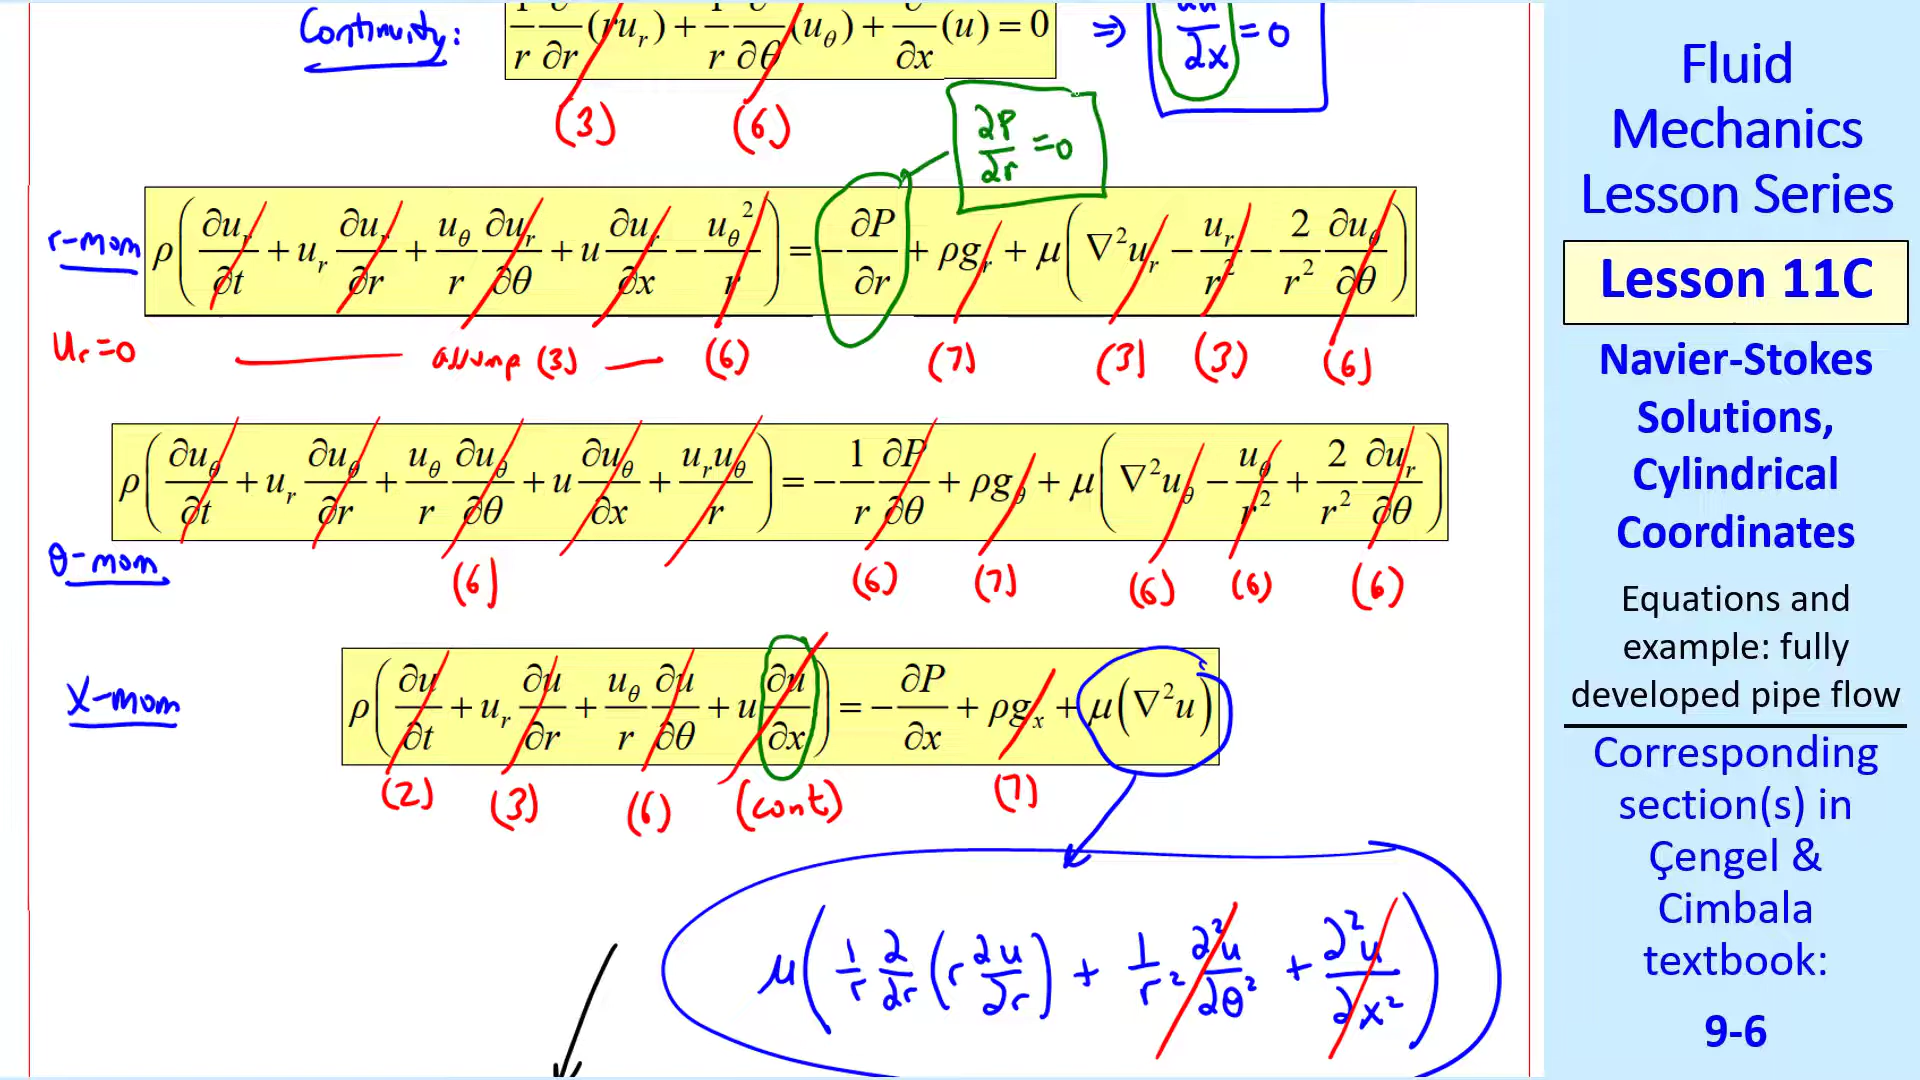 Continuity:
1/r ∂/∂r (r u_r) + 1/r ∂/∂θ (u_θ) + ∂/∂x (u) = 0 ⇒ ∂u/∂x = 0
(3) (6)
∂P/∂r = 0
r-mom ρ(∂u_r/∂t + u_r ∂u_r/∂r + u_θ/r ∂u_r/∂θ + u ∂u_r/∂x − u_θ²/r) = −∂P/∂r + ρg_r + μ(∇²u_r − u_r/r² − 2/r² ∂u_θ/∂θ)
u_r = 0 assump (3) (6) (7) (3) (3) (6)
ρ(∂u_θ/∂t + u_r ∂u_θ/∂r + u_θ/r ∂u_θ/∂θ + u ∂u_θ/∂x + u_r u_θ/r) = −1/r ∂P/∂θ + ρg_θ + μ(∇²u_θ − u_θ/r² + 2/r² ∂u_r/∂θ)
θ-mom
(6) (6) (7) (6) (6) (6)
X-mom ρ(∂u/∂t + u_r ∂u/∂r + u_θ/r ∂u/∂θ + u ∂u/∂x) = −∂P/∂x + ρg_x + μ(∇²u)
(2) (3) (6) (cont) (7)
μ(1/r ∂/∂r (r ∂u/∂r) + 1/r² ∂²u/∂θ² + ∂²u/∂x²)
Fluid
Mechanics
Lesson Series
Lesson 11C
Navier-Stokes
Solutions,
Cylindrical
Coordinates
Equations and
example: fully
developed pipe flow
Corresponding
section(s) in
Çengel &
Cimbala
textbook:
9-6